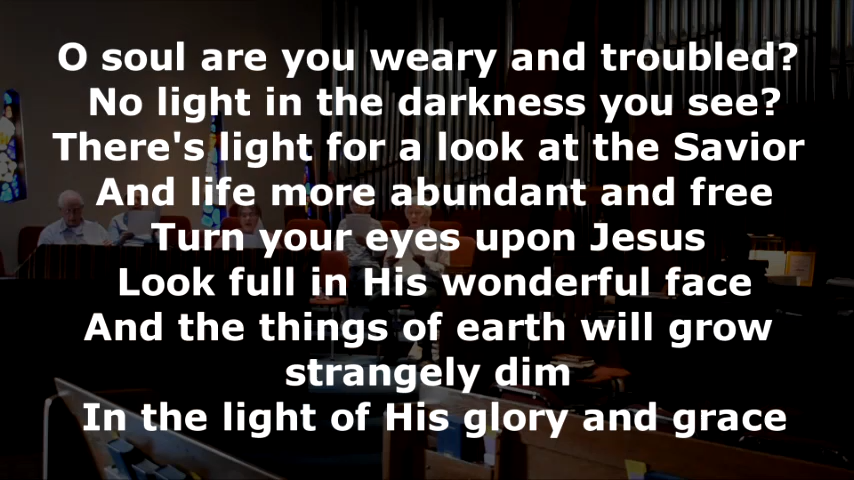 O soul are you weary and troubled?
No light in the darkness you see?
There's light for a look at the Savior
And life more abundant and free
Turn your eyes upon Jesus
Look full in His wonderful face
And the things of earth will grow
strangely dim
In the light of His glory and grace